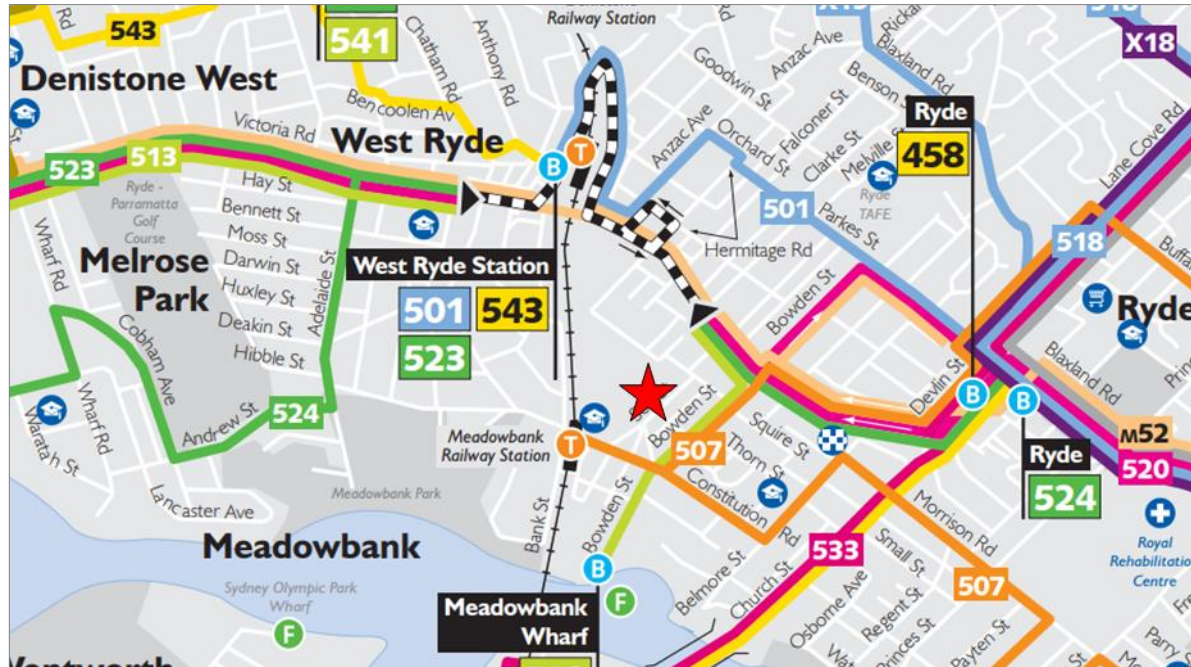 Railway Station
543
541
X18
518
Denistone West
Chatham Rd
Anthony Rd
Goodwin St
Anzac Ave
Blaxland Rd
Benson
Bencoolen Av
Victoria Rd
West Ryde
B
T
Anzac Ave
Orchard St
Falconer St
Clarke St
Melville St
Ryde
458
Lane Cove Rd
523
513
Hay St
Ryde -
Parramatta
Golf
Course
Bennett St
Moss St
Darwin St
Huxley St
Deakin St
Hibble St
Adelaide St
Wharf Rd
Melrose
Park
Ryde
TAFE
501
Parkes St
Hermitage Rd
518
West Ryde Station
501
543
523
Bowden St
Ryde
Cobham Ave
Wharf Rd
Waratah St
Andrew St
524
Lancaster Ave
Devlin St
Blaxland Rd
B
B
M52
520
Bowden St
507
Squire St
Thorn St
Meadowbank
Railway Station
T
Ryde
524
Meadowbank Park
Constitution Rd
Morrison Rd
Bank St
Bowden St
Meadowbank
533
Small St
Royal
Rehabilitatio
Centre
Sydney Olympic Park
Wharf
F
B
F
Belmore St
Church St
Osborne Ave
Regent St
Princes St
Payten St
507
Parry
Meadowbank
Wharf